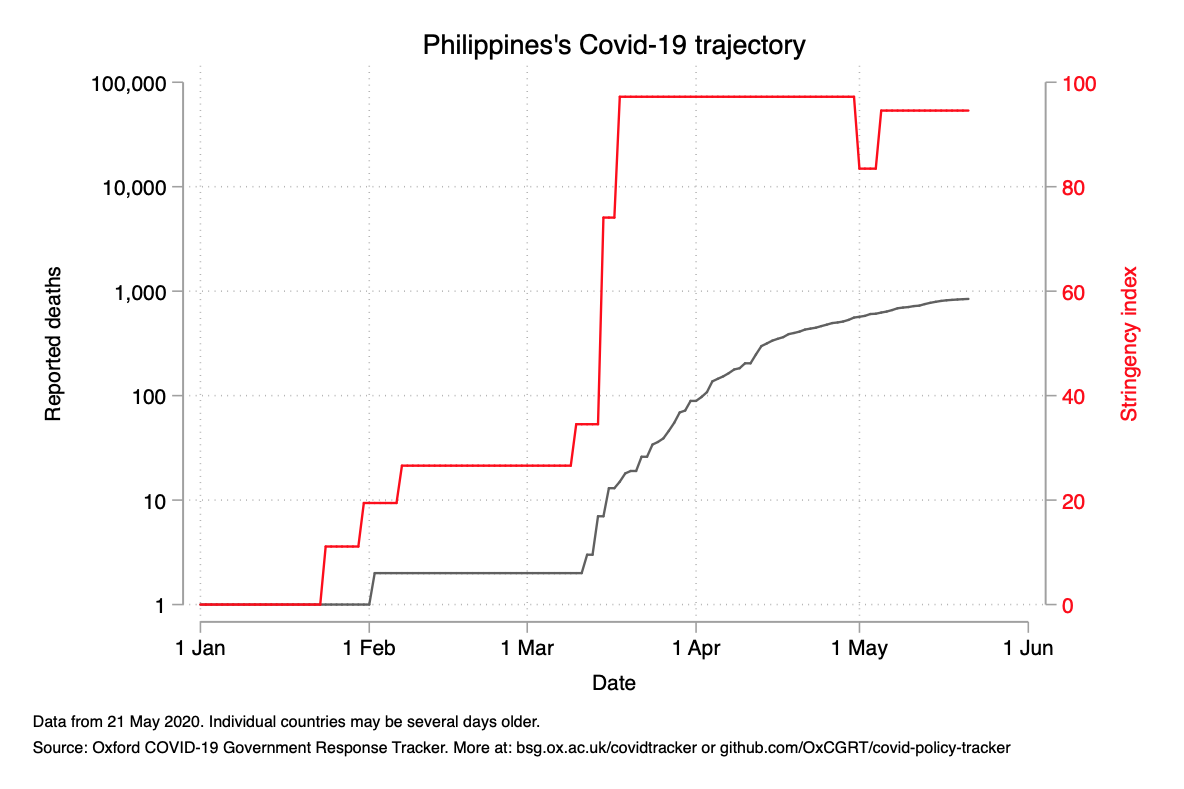 Philippines's Covid-19 trajectory
100,000
10,000
1,000
100
10
1
Reported deaths
100
80
60
40
20
0
Stringency index
1 Jan
1 Feb
1 Mar
1 Apr
1 May
1 Jun
Date
Data from 21 May 2020. Individual countries may be several days older.
Source: Oxford COVID-19 Government Response Tracker. More at: bsg.ox.ac.uk/covidtracker or github.com/OxCGRT/covid-policy-tracker